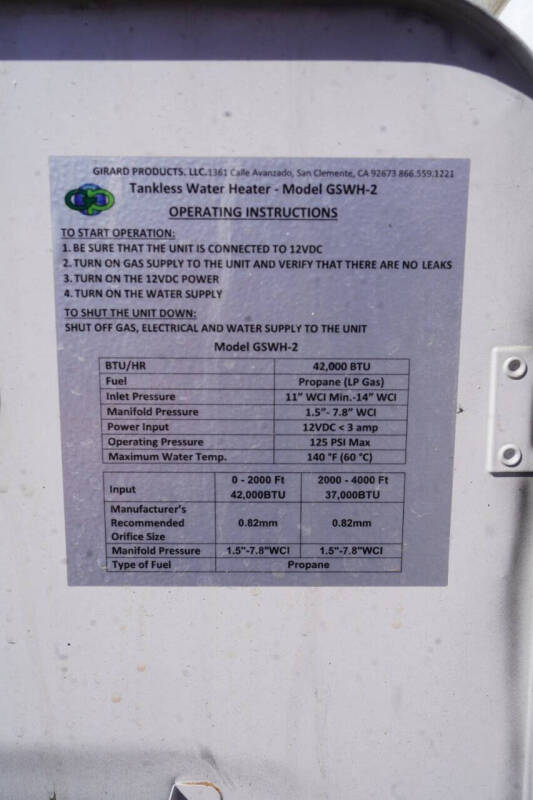 GIRARD PRODUCTS, LLC.1361 Calle Avanzado, San Clemente, CA 92673.866.559.1221
Tankless Water Heater - Model GSWH-2
OPERATING INSTRUCTIONS
TO START OPERATION:
1. BE SURE THAT THE UNIT IS CONNECTED TO 12VDC
2. TURN ON GAS SUPPLY TO THE UNIT AND VERIFY THAT THERE ARE NO LEAKS
3. TURN ON THE 12VDC POWER
4. TURN ON THE WATER SUPPLY
TO SHUT THE UNIT DOWN:
SHUT OFF GAS, ELECTRICAL AND WATER SUPPLY TO THE UNIT
Model GSWH-2
BTU/HR 42,000 BTU
Fuel Propane (LP Gas)
Inlet Pressure 11" WCI Min.-14" WCI
Manifold Pressure 1.5"- 7.8" WCI
Power Input 12VDC < 3 amp
Operating Pressure 125 PSI Max
Maximum Water Temp. 140 °F (60 °C)
Input 0 - 2000 Ft 2000 - 4000 Ft
42,000BTU 37,000BTU
Manufacturer's
Recommended 0.82mm 0.82mm
Orifice Size
Manifold Pressure 1.5"-7.8"WCI 1.5"-7.8"WCI
Type of Fuel Propane